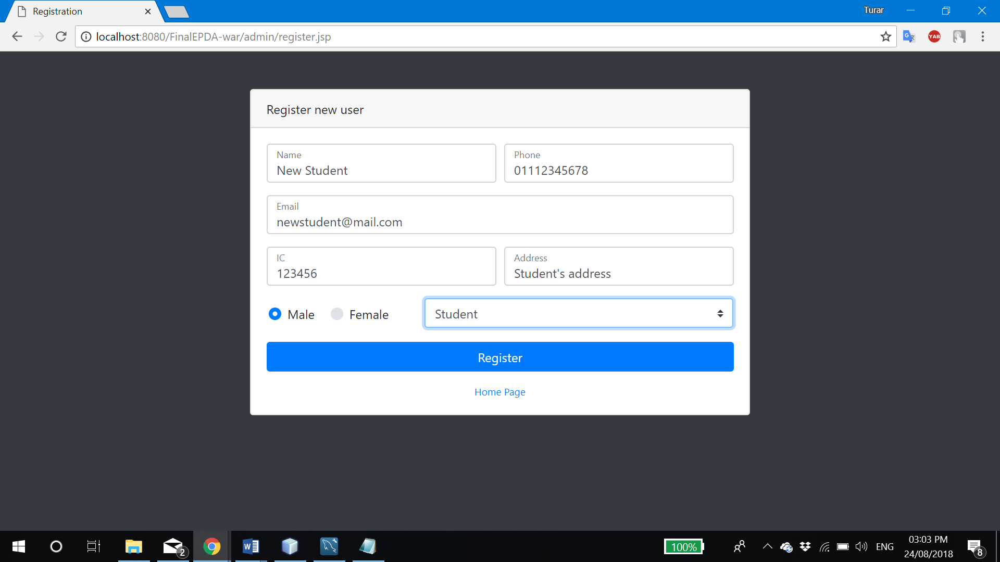 Registration
Turar
localhost:8080/FinalEPDA-war/admin/register.jsp
YAB
Register new user
Name
New Student
Phone
01112345678
Email
newstudent@mail.com
IC
123456
Address
Student's address
Male
Female
Student
Register
Home Page
2
100%
ENG
03:03 PM
24/08/2018
8